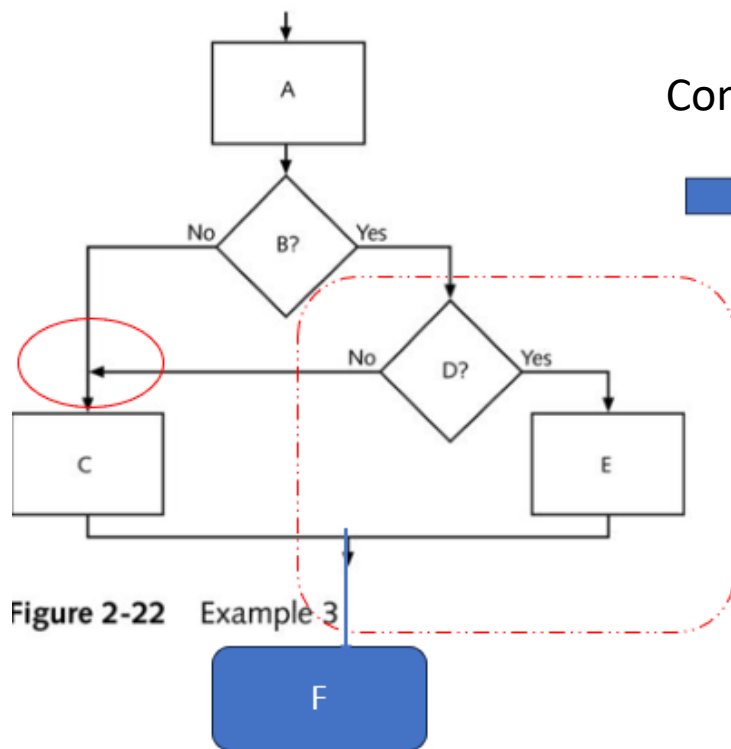 A
Con
No
B?
Yes
No
D?
Yes
C
E
Figure 2-22 Example 3
F